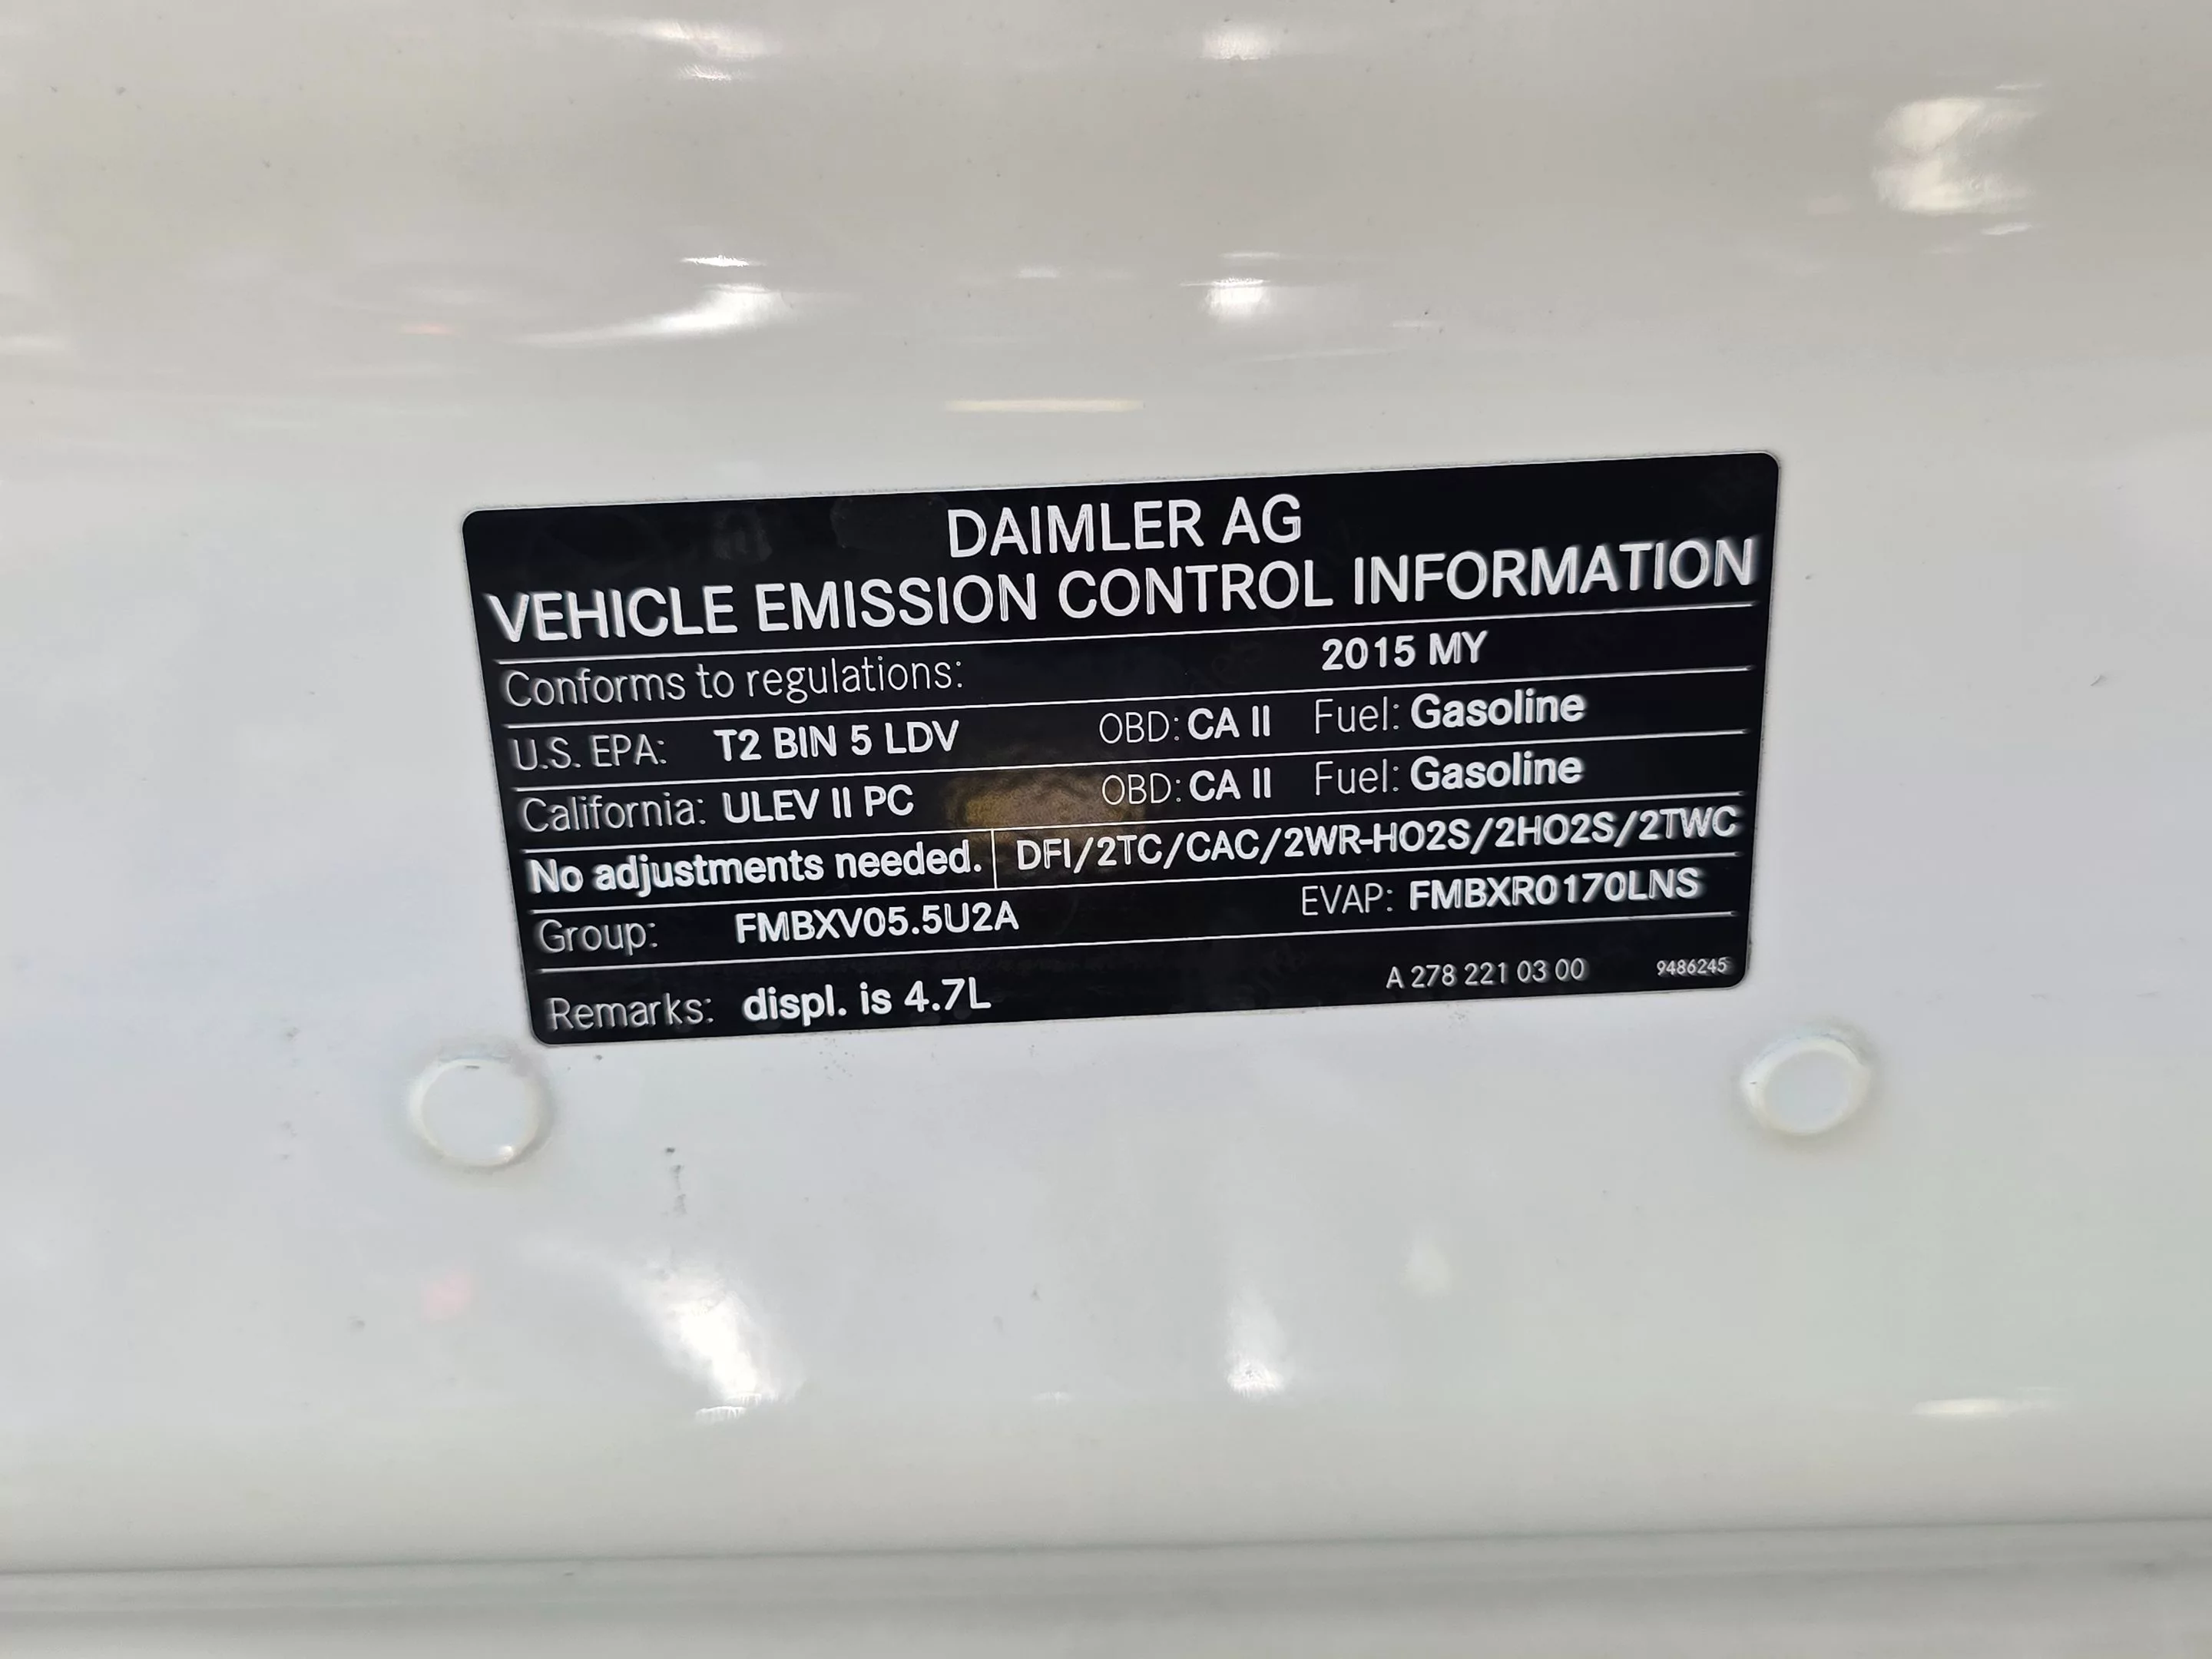 DAIMLER AG
VEHICLE EMISSION CONTROL INFORMATION
Conforms to regulations: 2015 MY
U.S. EPA: T2 BIN 5 LDV OBD: CA II Fuel: Gasoline
California: ULEV II PC OBD: CA II Fuel: Gasoline
No adjustments needed. DFI/2TC/CAC/2WR-HO2S/2HO2S/2TWC
Group: FMBXV05.5U2A EVAP: FMBXR0170LNS
Remarks: displ. is 4.7L A 278 221 03 00 9486245